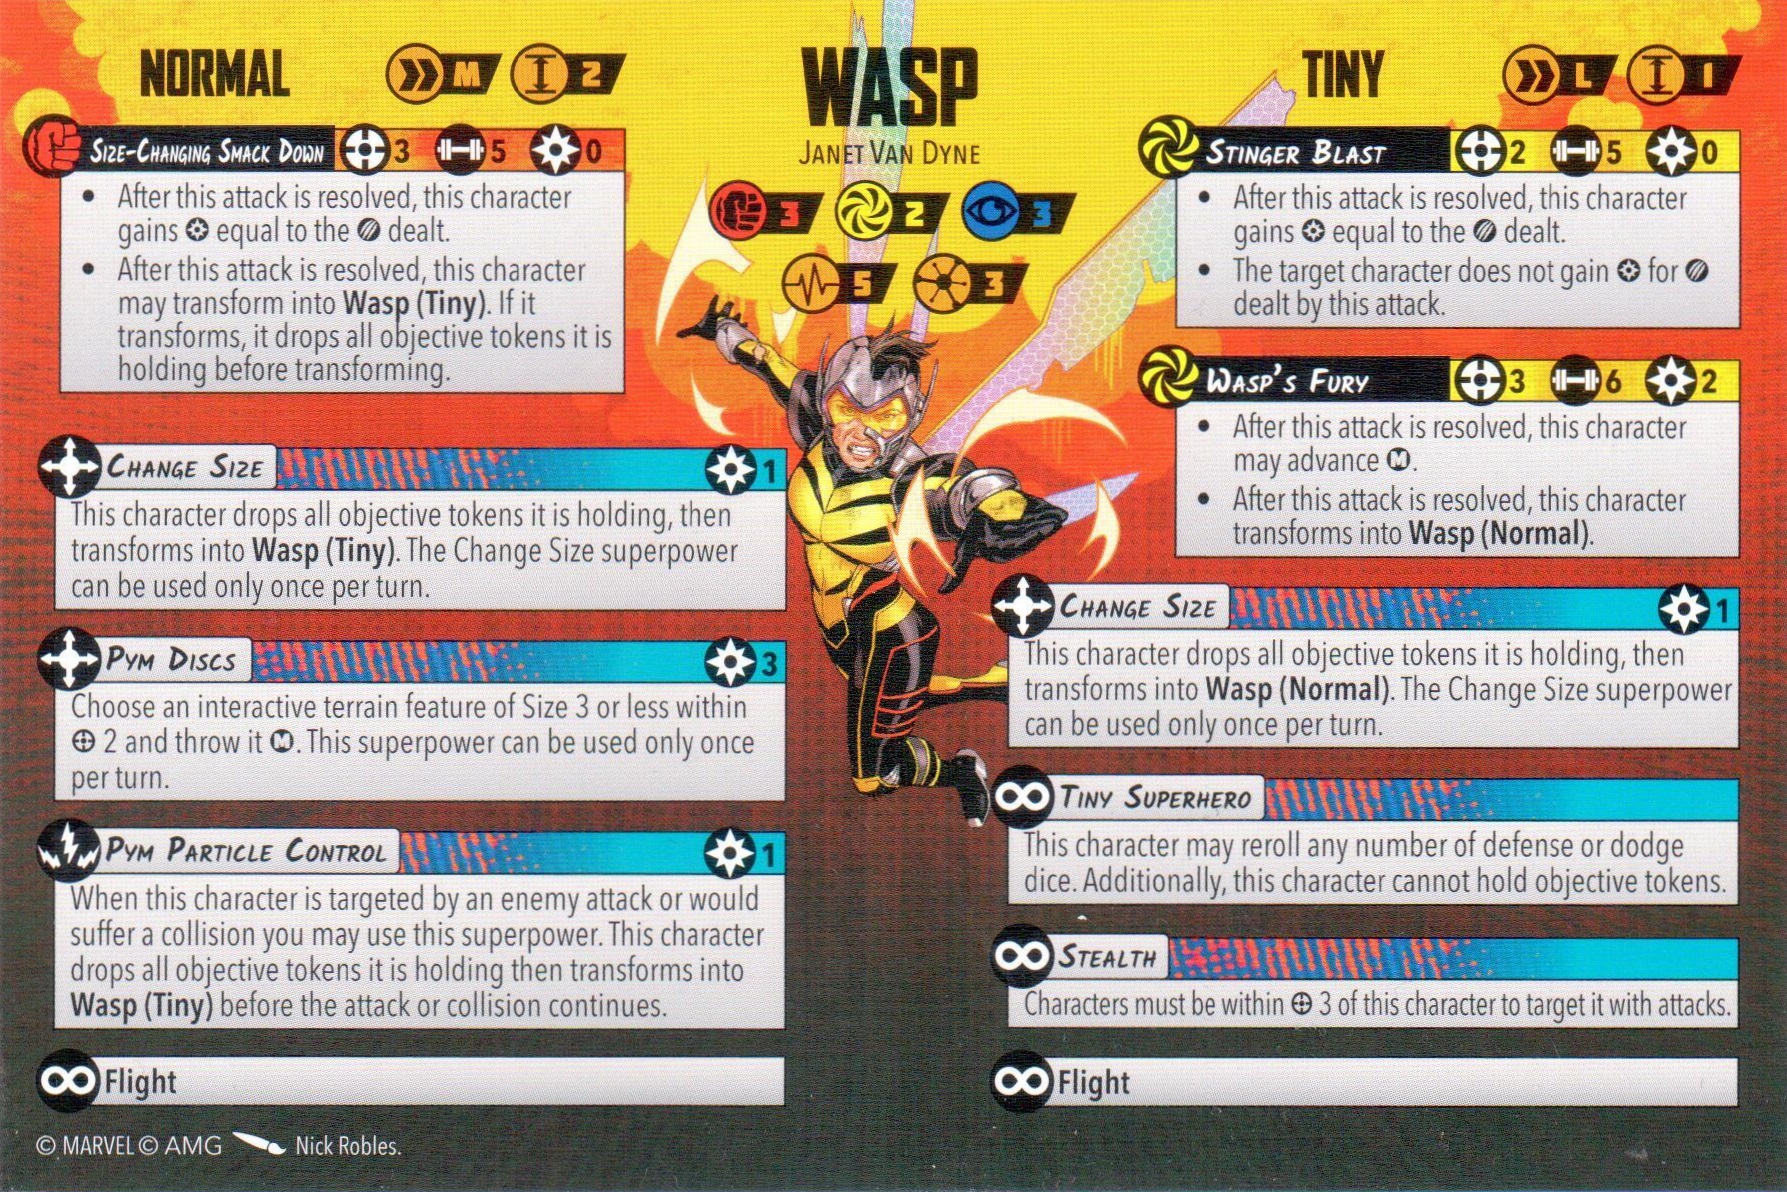 NORMAL
M 2
SIZE-CHANGING SMACK DOWN 3 5 0
• After this attack is resolved, this character
gains equal to the dealt.
• After this attack is resolved, this character
may transform into Wasp (Tiny). If it
transforms, it drops all objective tokens it is
holding before transforming.
CHANGE SIZE 1
This character drops all objective tokens it is holding, then
transforms into Wasp (Tiny). The Change Size superpower
can be used only once per turn.
PYM DISCS 3
Choose an interactive terrain feature of Size 3 or less within
2 and throw it M. This superpower can be used only once
per turn.
PYM PARTICLE CONTROL 1
When this character is targeted by an enemy attack or would
suffer a collision you may use this superpower. This character
drops all objective tokens it is holding then transforms into
Wasp (Tiny) before the attack or collision continues.
Flight
© MARVEL © AMG Nick Robles.
WASP
JANET VAN DYNE
3 2 3
5 3
TINY
L 1
STINGER BLAST 2 5 0
• After this attack is resolved, this character
gains equal to the dealt.
• The target character does not gain for
dealt by this attack.
WASP'S FURY 3 6 2
• After this attack is resolved, this character
may advance M.
• After this attack is resolved, this character
transforms into Wasp (Normal).
CHANGE SIZE 1
This character drops all objective tokens it is holding, then
transforms into Wasp (Normal). The Change Size superpower
can be used only once per turn.
TINY SUPERHERO
This character may reroll any number of defense or dodge
dice. Additionally, this character cannot hold objective tokens.
STEALTH
Characters must be within 3 of this character to target it with attacks.
Flight